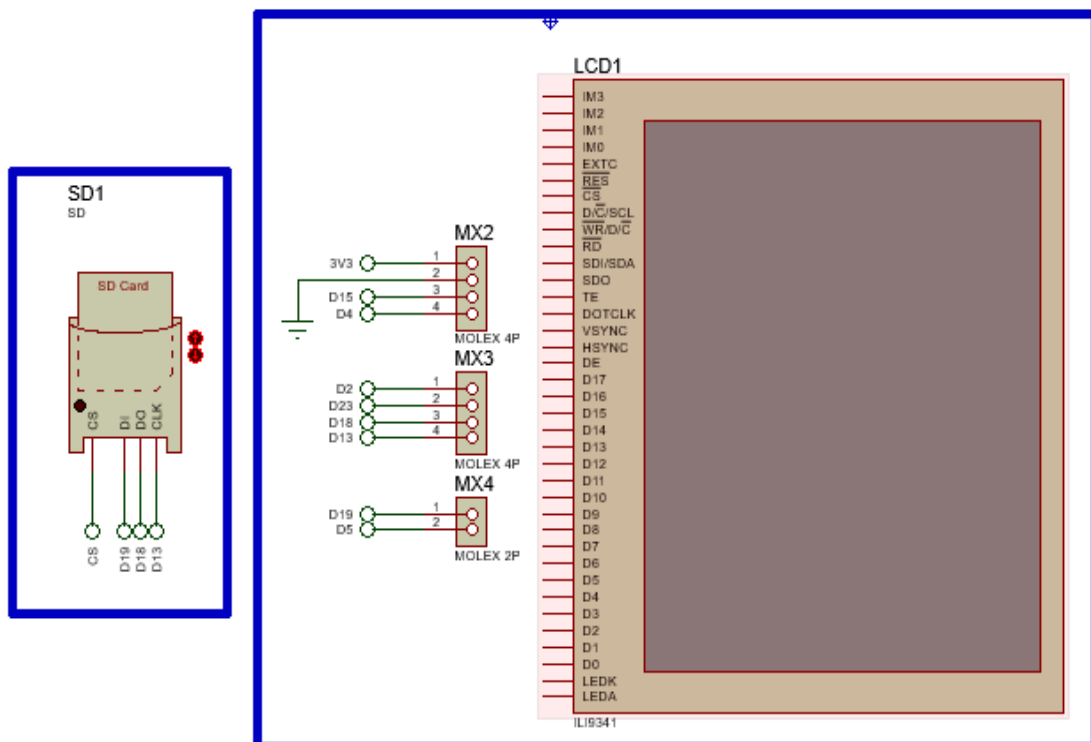 SD1
SD
SD Card
CS
DI
DO
CLK
CS
D19
D18
D13
MX2
3V3
1
2
D15
3
D4
4
MOLEX 4P
MX3
D2
1
D23
2
D18
3
D13
4
MOLEX 4P
MX4
D19
1
D5
2
MOLEX 2P
LCD1
IM3
IM2
IM1
IM0
EXTC
RES
CS
D/C/SCL
WR/D/C
RD
SDI/SDA
SDO
TE
DOTCLK
VSYNC
HSYNC
DE
D17
D16
D15
D14
D13
D12
D11
D10
D9
D8
D7
D6
D5
D4
D3
D2
D1
D0
LEDK
LEDA
ILI9341